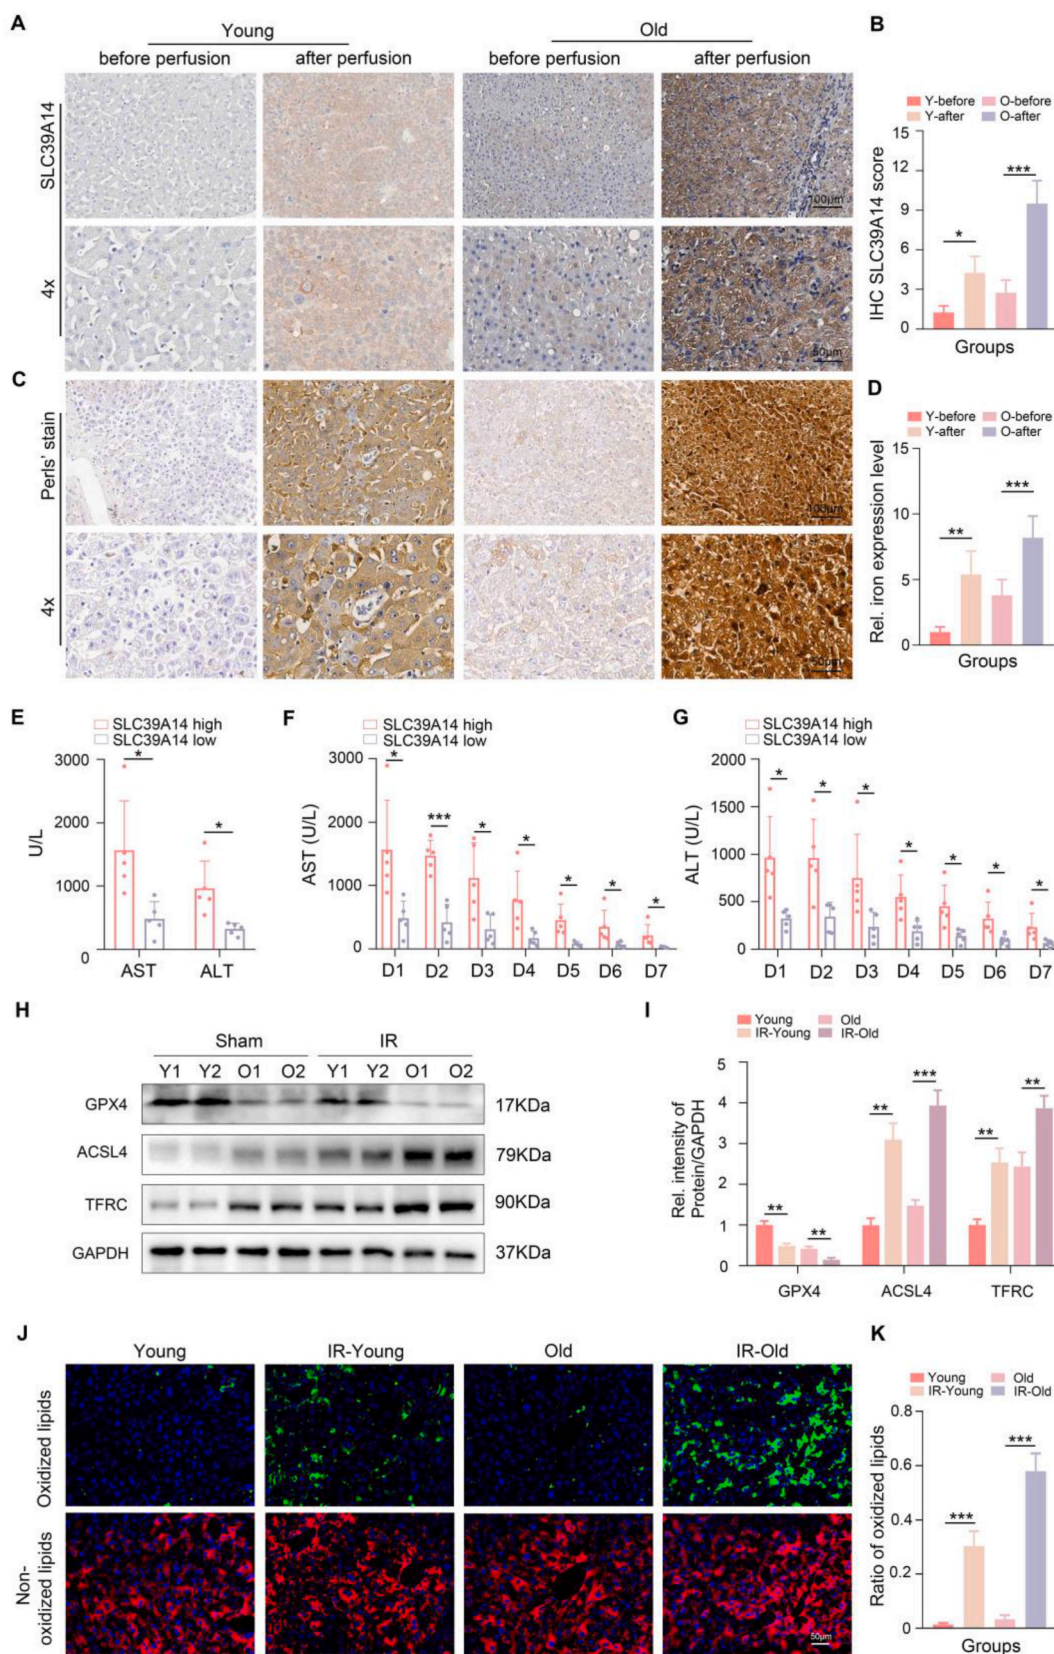 A
Young
Old
before perfusion
after perfusion
before perfusion
after perfusion
SLC39A14
100μm
4x
50μm
B
Y-before
O-before
Y-after
O-after
IHC SLC39A14 score
15
12
9
6
3
0
*
***
Groups
C
Perls' stain
100μm
4x
50μm
D
Y-before
O-before
Y-after
O-after
Rel. iron expression level
15
10
5
0
**
***
Groups
E
SLC39A14 high
SLC39A14 low
U/L
3000
2000
1000
0
*
*
AST
ALT
F
SLC39A14 high
SLC39A14 low
AST (U/L)
3000
2000
1000
0
*
***
*
*
*
*
*
D1 D2 D3 D4 D5 D6 D7
G
SLC39A14 high
SLC39A14 low
ALT (U/L)
2000
1500
1000
500
0
*
*
*
*
*
*
*
D1 D2 D3 D4 D5 D6 D7
H
Sham
IR
Y1 Y2 O1 O2 Y1 Y2 O1 O2
GPX4
17KDa
ACSL4
79KDa
TFRC
90KDa
GAPDH
37KDa
I
Young
Old
IR-Young
IR-Old
Rel. intensity of
Protein/GAPDH
5
4
3
2
1
0
**
**
**
***
**
**
GPX4
ACSL4
TFRC
J
Young
IR-Young
Old
IR-Old
Oxidized lipids
Non-
oxidized lipids
50μm
K
Young
Old
IR-Young
IR-Old
Ratio of oxidized lipids
0.8
0.6
0.4
0.2
0
***
***
Groups